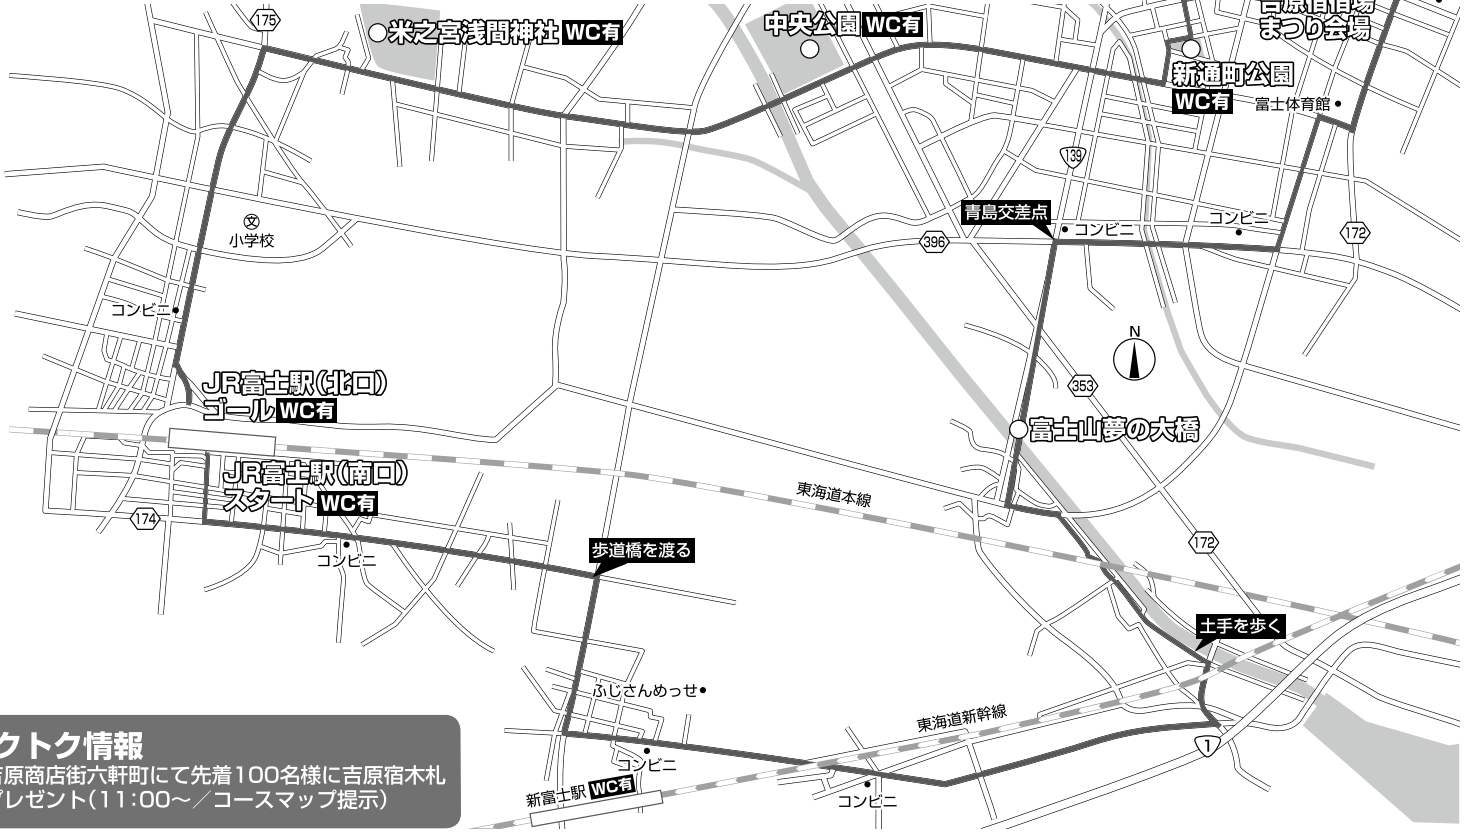 175
米之宮浅間神社 WC有
中央公園 WC有
吉原宿宿場
まつり会場
新通町公園
WC有
富士体育館
139
文
小学校
青島交差点
コンビニ
コンビニ
396
172
コンビニ
N
JR富士駅(北口)
ゴール WC有
353
富士山夢の大橋
JR富士駅(南口)
スタート WC有
174
東海道本線
コンビニ
歩道橋を渡る
172
土手を歩く
ふじさんめっせ
東海道新幹線
1
コンビニ
新富士駅 WC有
コンビニ
クトク情報
吉原商店街六軒町にて先着100名様に吉原宿木札
プレゼント(11:00～/コースマップ提示)